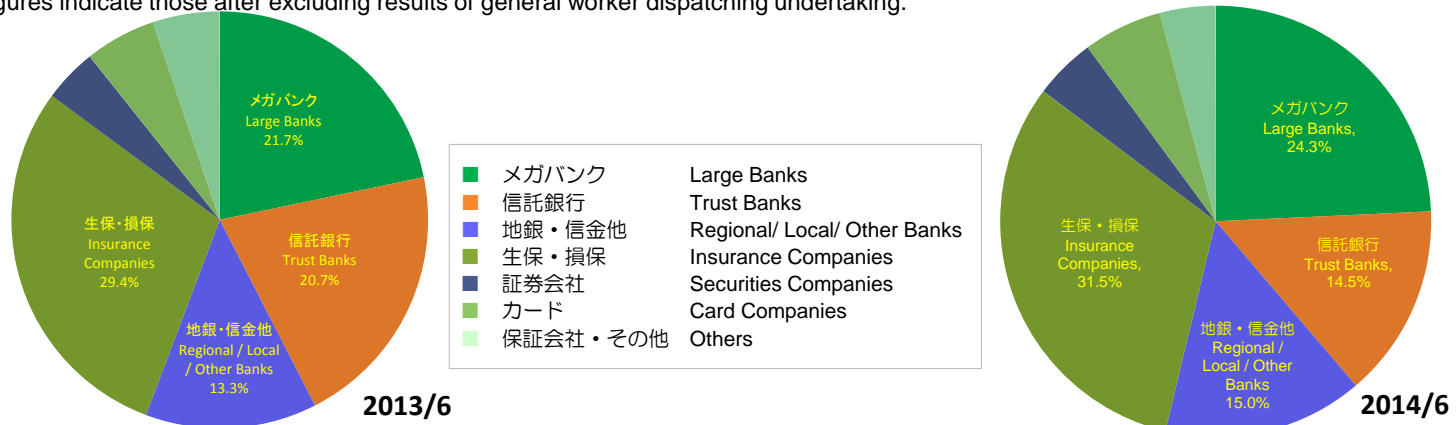 figures indicate those after excluding results of general worker dispatching undertaking.
メガバンク
Large Banks
21.7%
信託銀行
Trust Banks
20.7%
地銀・信金他
Regional / Local
/ Other Banks
13.3%
生保・損保
Insurance
Companies
29.4%
2013/6
メガバンク Large Banks
信託銀行 Trust Banks
地銀・信金他 Regional/ Local/ Other Banks
生保・損保 Insurance Companies
証券会社 Securities Companies
カード Card Companies
保証会社・その他 Others
メガバンク
Large Banks,
24.3%
信託銀行
Trust Banks,
14.5%
地銀・信金他
Regional /
Local / Other
Banks
15.0%
生保・損保
Insurance
Companies,
31.5%
2014/6